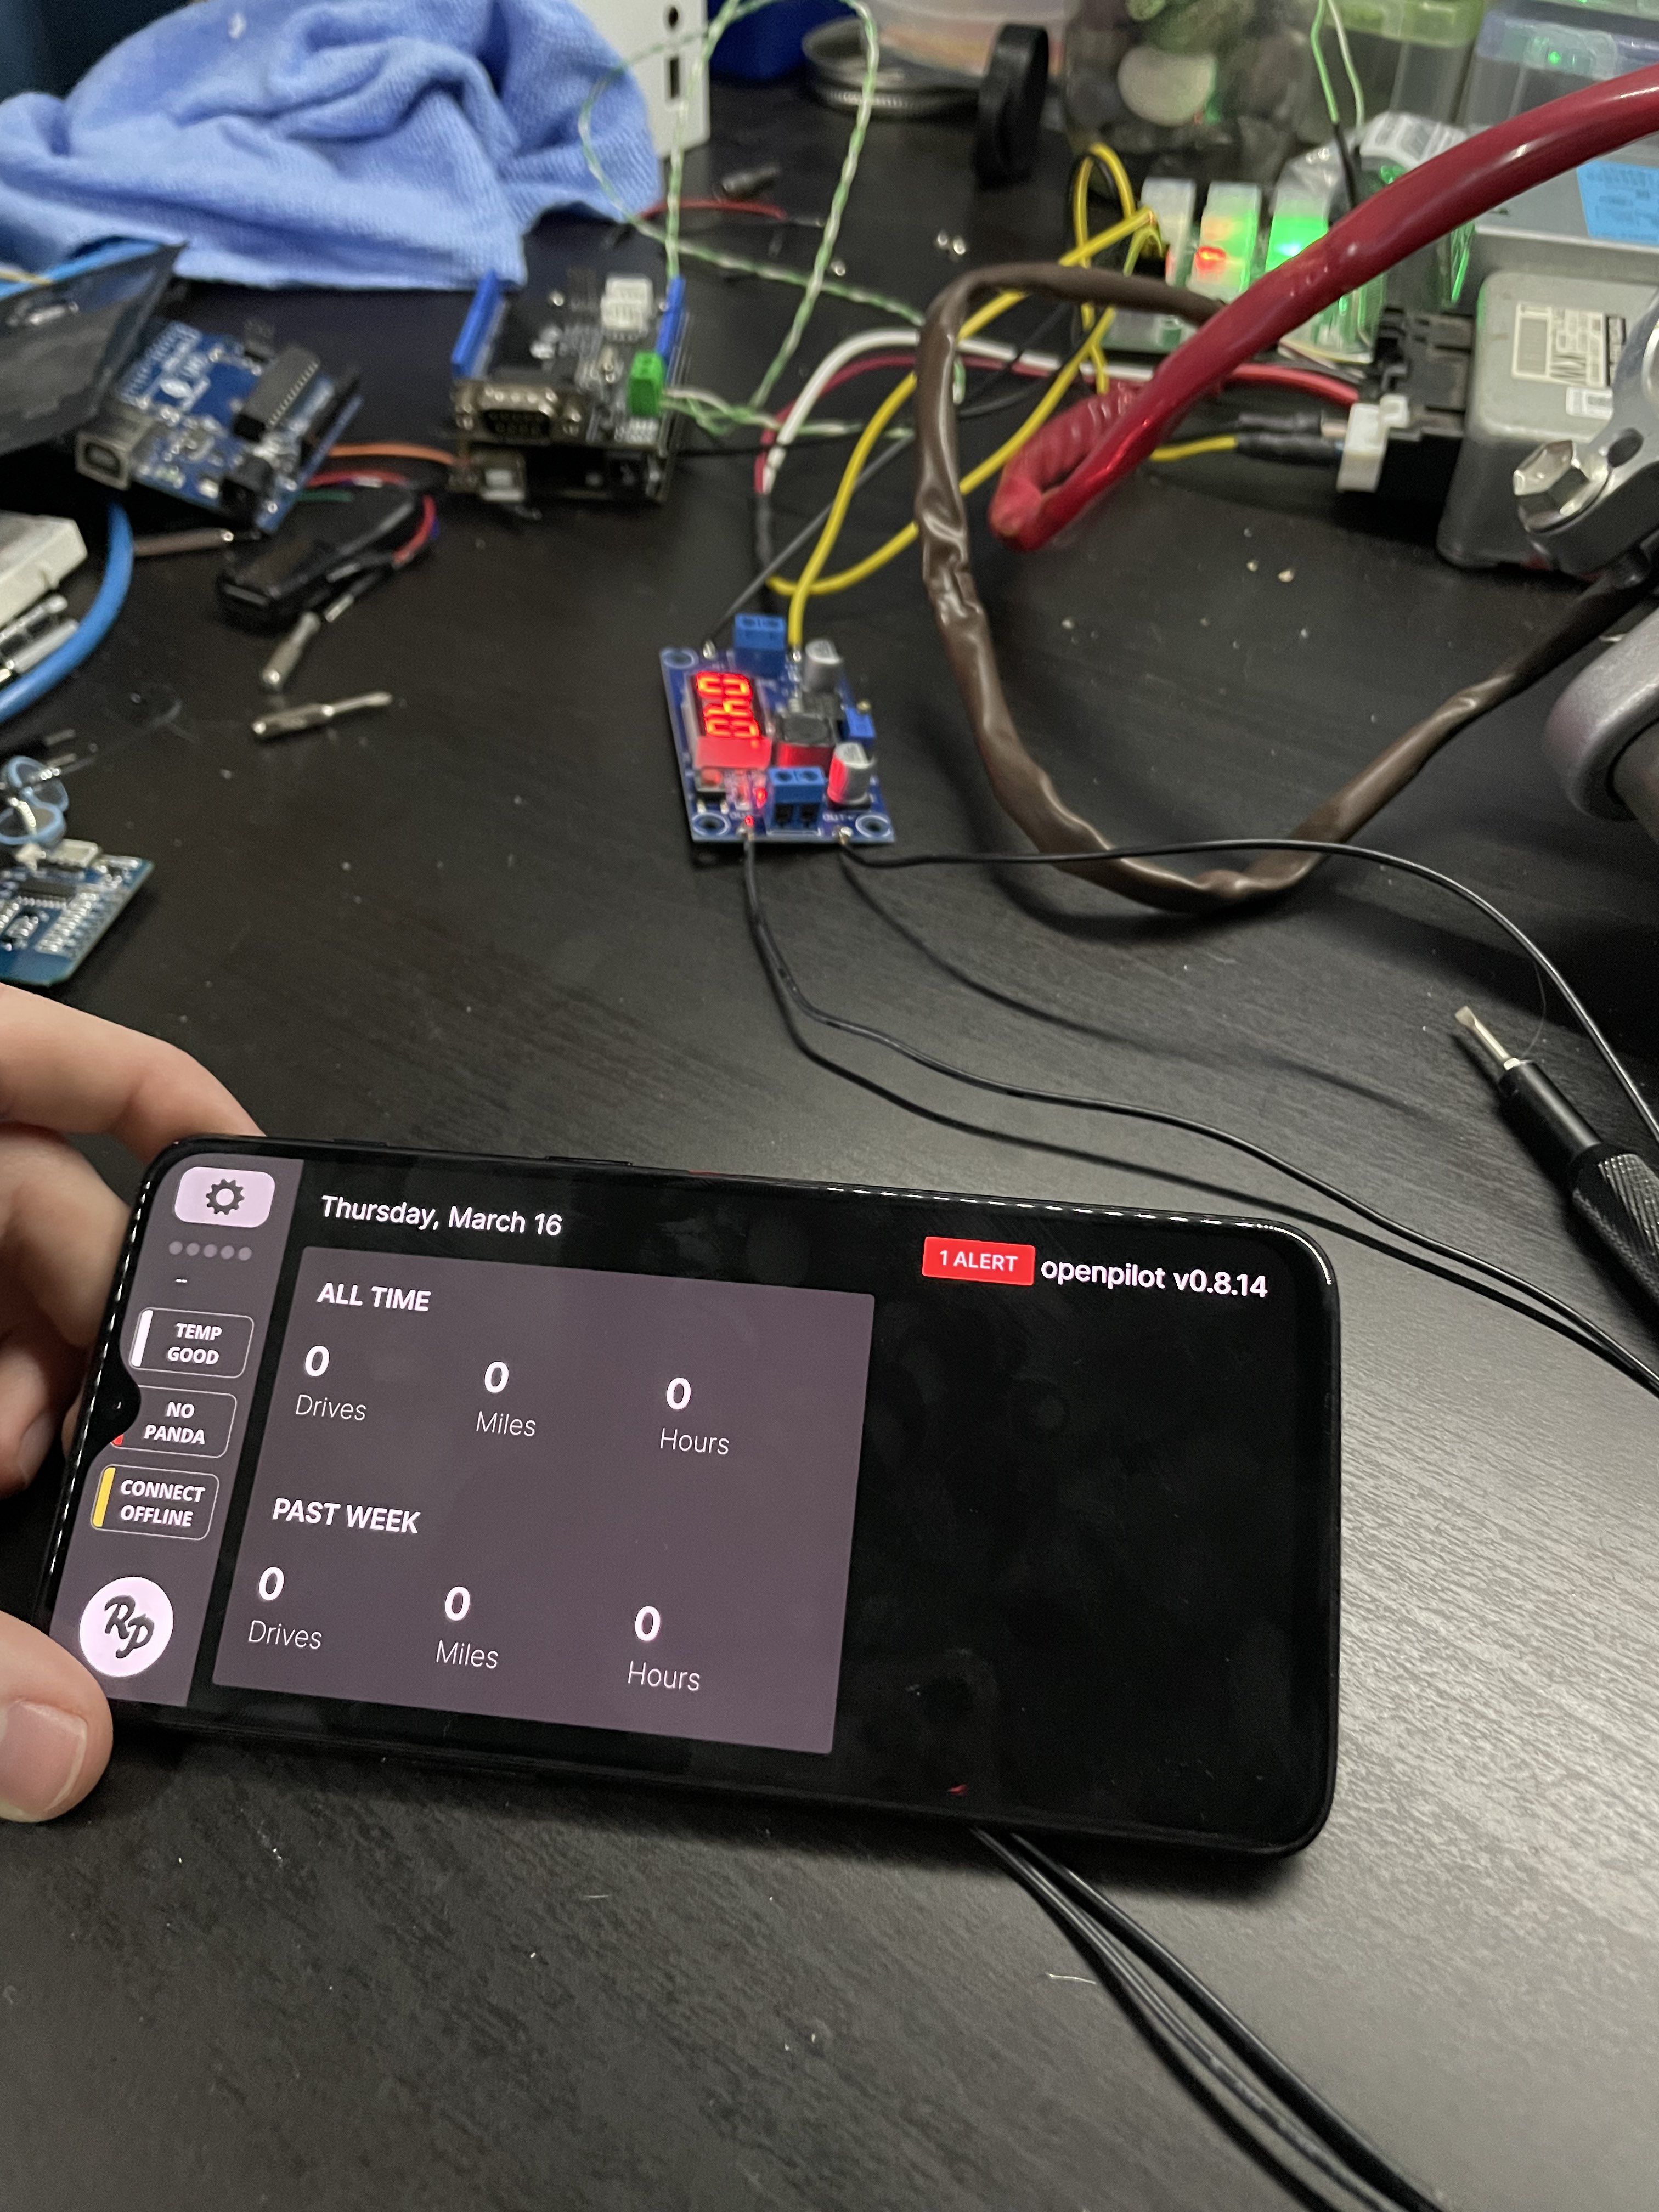 Thursday, March 16
1 ALERT openpilot v0.8.14
–
TEMP
GOOD
NO
PANDA
CONNECT
OFFLINE
RP
ALL TIME
0 0 0
Drives Miles Hours
PAST WEEK
0 0 0
Drives Miles Hours